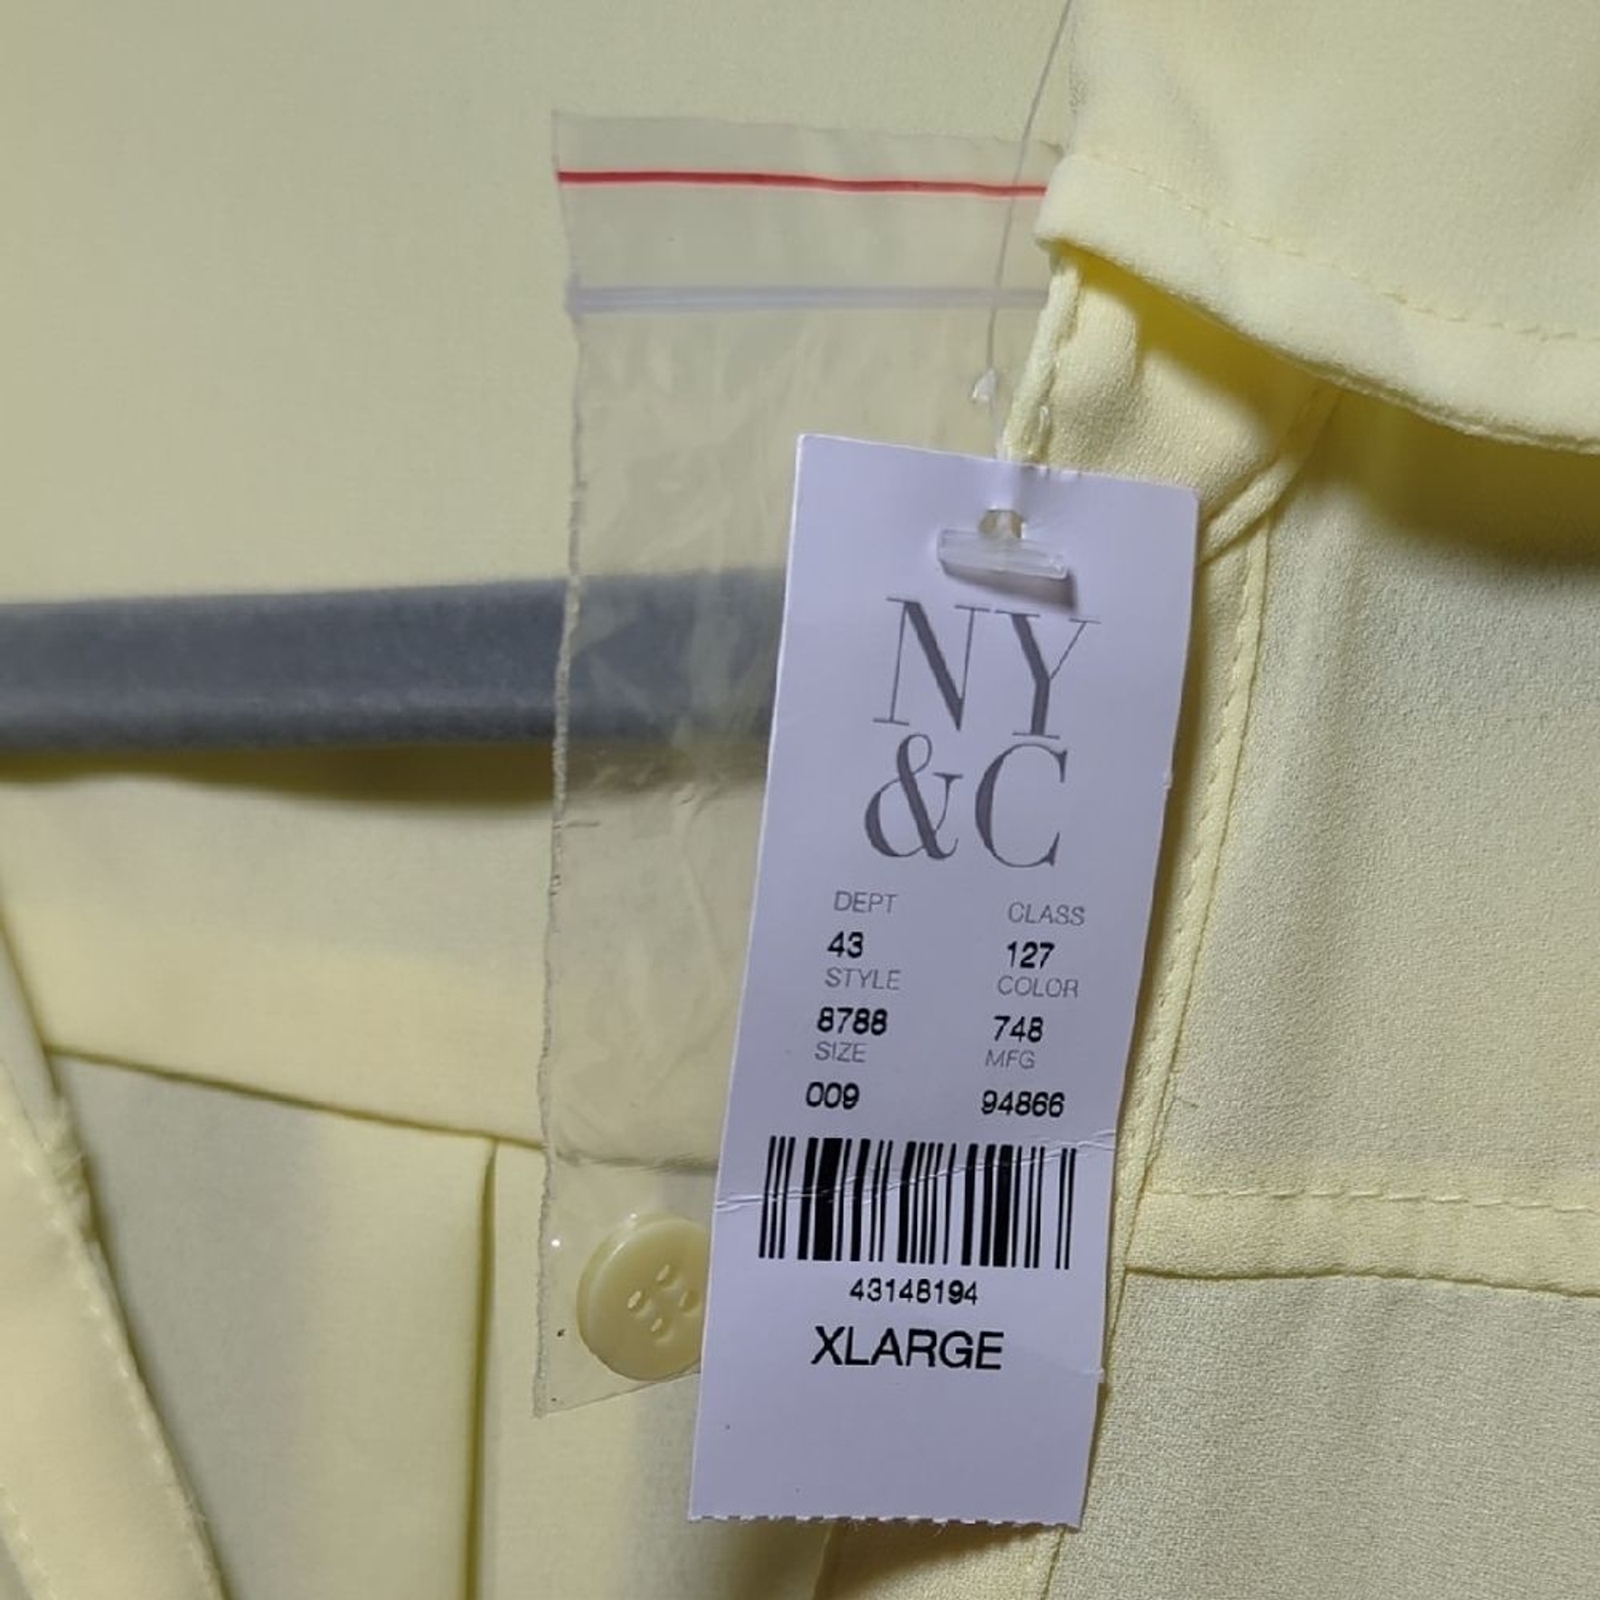 NY
&C
DEPT CLASS
43 127
STYLE COLOR
8788 748
SIZE MFG
009 94866
43148194
XLARGE